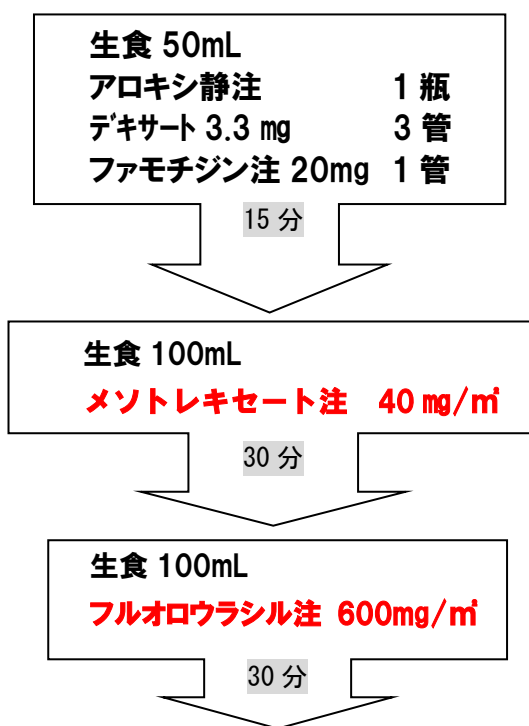 生食 50mL
アロキシ静注 1 瓶
デキサート 3.3 ㎎ 3 管
ファモチジン注 20mg 1 管
15 分
生食 100mL
メソトレキセート注 40 ㎎/㎡
30 分
生食 100mL
フルオロウラシル注 600mg/㎡
30 分